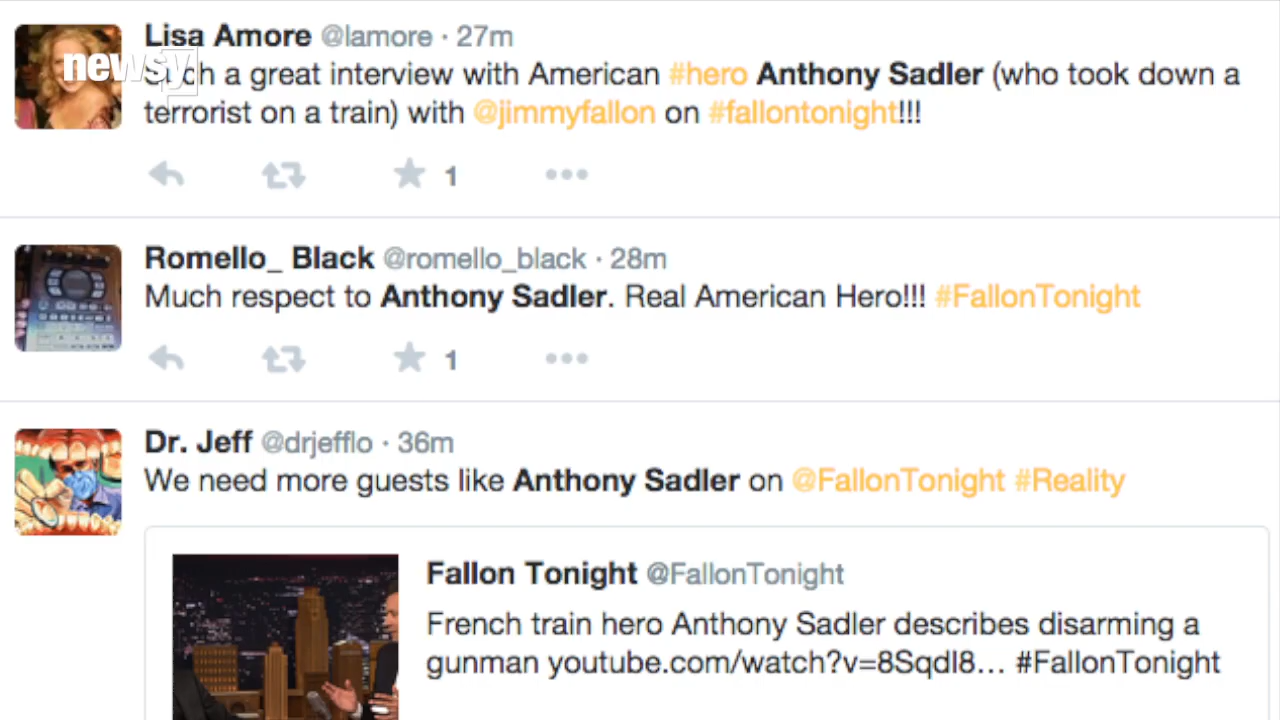 Lisa Amore @lamore · 27m
newsy
Such a great interview with American #hero Anthony Sadler (who took down a
terrorist on a train) with @jimmyfallon on #fallontonight!!!
1
Romello_ Black @romello_black · 28m
Much respect to Anthony Sadler. Real American Hero!!! #FallonTonight
1
Dr. Jeff @drjefflo · 36m
We need more guests like Anthony Sadler on @FallonTonight #Reality
Fallon Tonight @FallonTonight
French train hero Anthony Sadler describes disarming a
gunman youtube.com/watch?v=8SqdI8... #FallonTonight